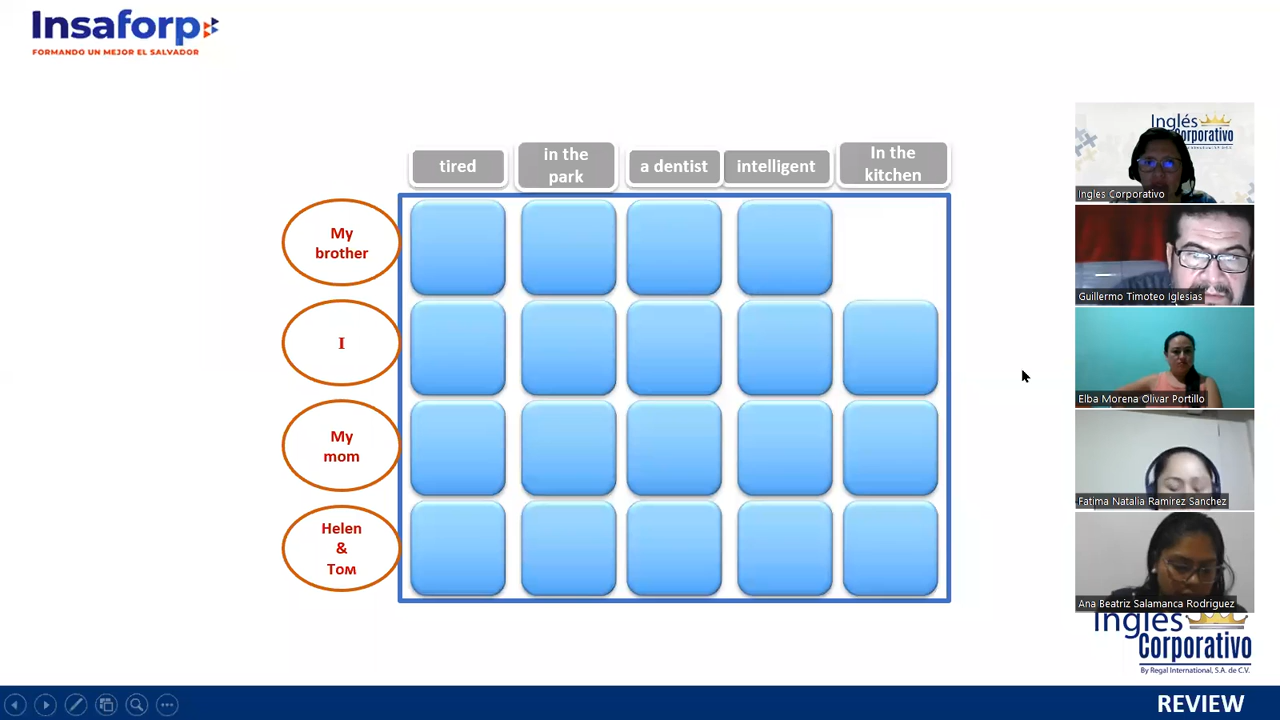 Insaforp
FORMANDO UN MEJOR EL SALVADOR
tired
in the
park
a dentist
intelligent
In the
kitchen
My
brother
I
My
mom
Helen
&
Tom
Inglés
Corporativo
Ingles Corporativo
Guillermo Timoteo Iglesias
Elba Morena Olivar Portillo
Fatima Natalia Ramirez Sanchez
Ana Beatriz Salamanca Rodriguez
Inglés
Corporativo
By Regal International, S.A. de C.V.
REVIEW